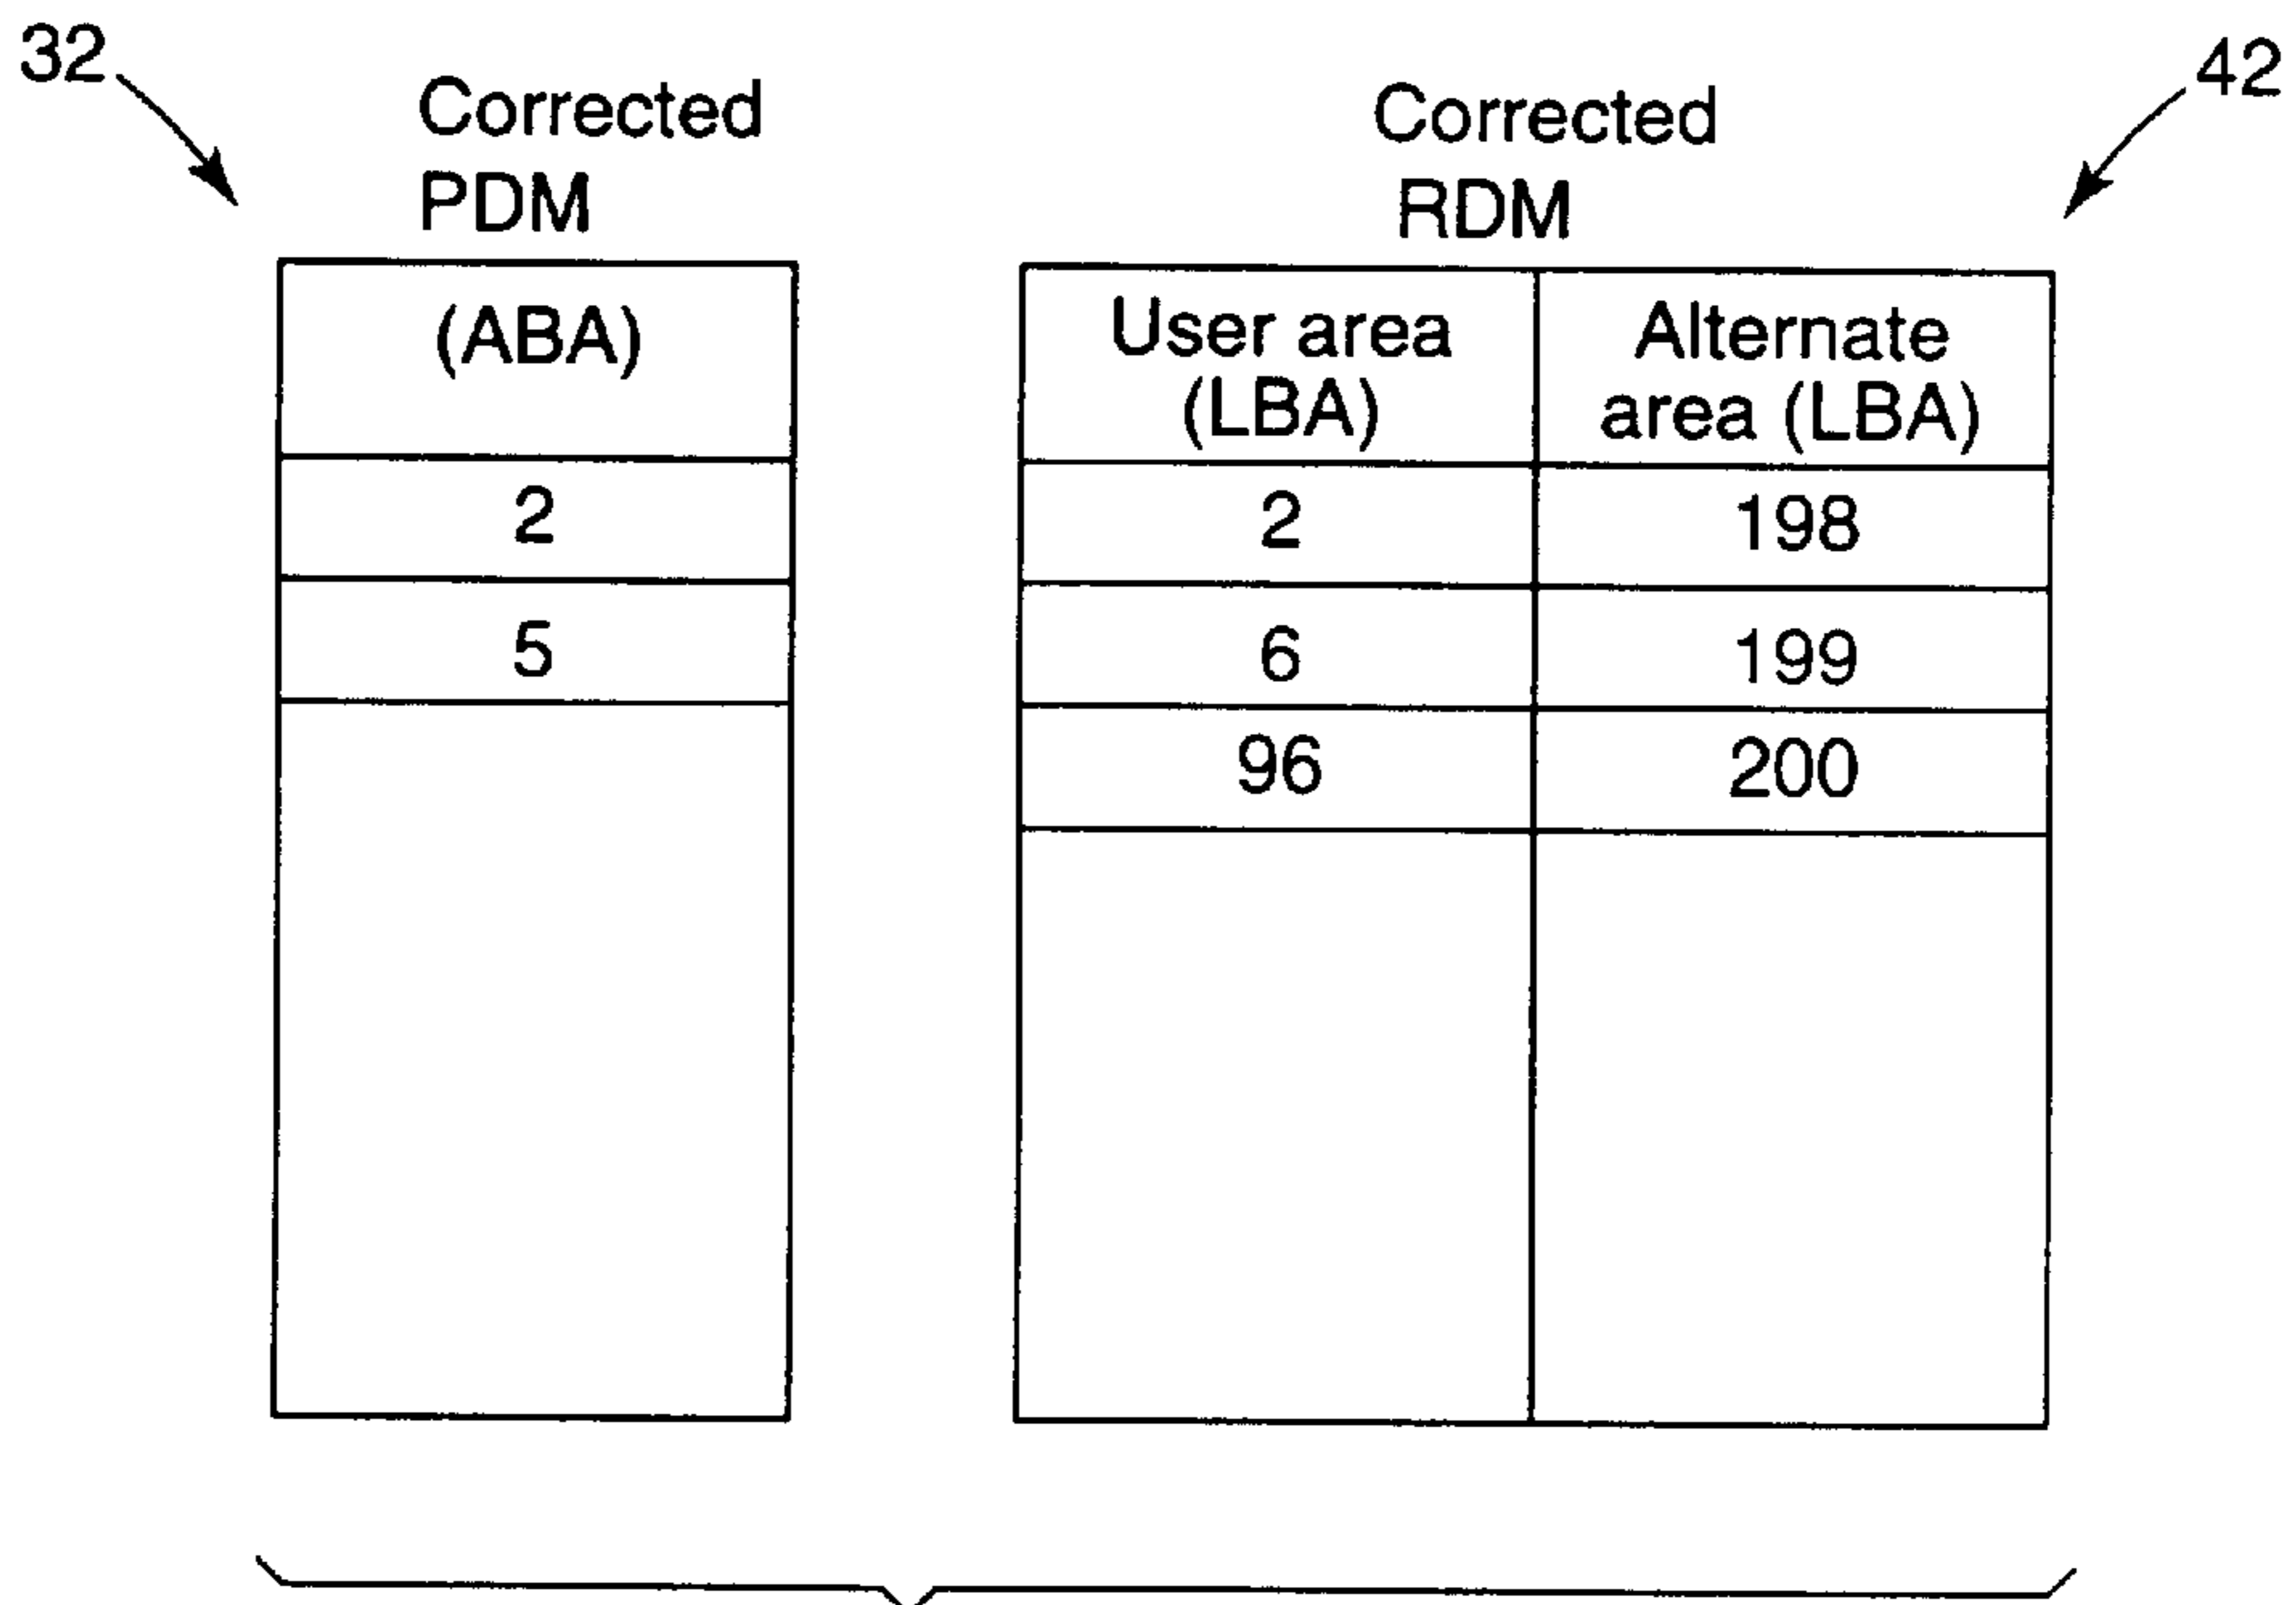 32
Corrected
PDM
(ABA)
2
5
42
Corrected
RDM
User area
(LBA)
Alternate
area (LBA)
2 198
6 199
96 200